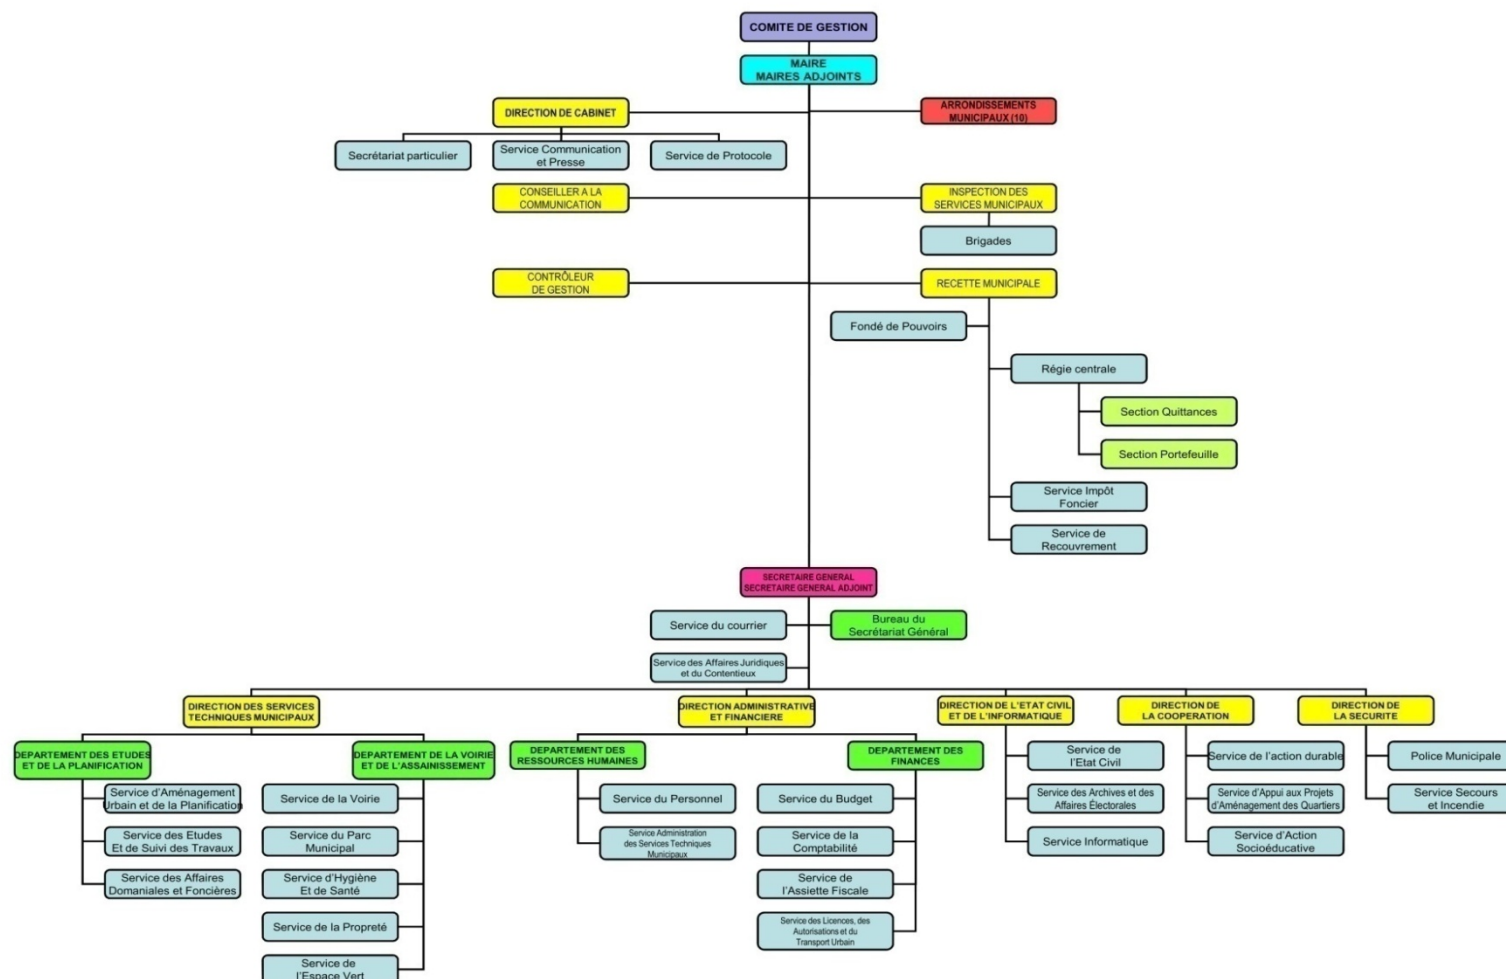 COMITE DE GESTION
MAIRE
MAIRES ADJOINTS
DIRECTION DE CABINET
ARRONDISSEMENTS
MUNICIPAUX (10)
Secrétariat particulier
Service Communication
et Presse
Service de Protocole
CONSEILLER A LA
COMMUNICATION
INSPECTION DES
SERVICES MUNICIPAUX
Brigades
CONTRÔLEUR
DE GESTION
RECETTE MUNICIPALE
Fondé de Pouvoirs
Régie centrale
Section Quittances
Section Portefeuille
Service Impôt
Foncier
Service de
Recouvrement
SECRETAIRE GENERAL
SECRETAIRE GENERAL ADJOINT
Service du courrier
Bureau du
Secrétariat Général
Service des Affaires Juridiques
et du Contentieux
DIRECTION DES SERVICES
TECHNIQUES MUNICIPAUX
DIRECTION ADMINISTRATIVE
ET FINANCIERE
DIRECTION DE L'ETAT CIVIL
ET DE L'INFORMATIQUE
DIRECTION DE
LA COOPERATION
DIRECTION DE
LA SECURITE
DEPARTMENT DES ETUDES
ET DE LA PLANIFICATION
DEPARTMENT DE LA VOIRIE
ET DE L'ASSAINISSEMENT
DEPARTMENT DES
RESSOURCES HUMAINES
DEPARTMENT DES
FINANCES
Service de
l'Etat Civil
Service de l'action durable
Police Municipale
Service d'Aménagement
Urbain et de la Planification
Service de la Voirie
Service du Personnel
Service du Budget
Service des Archives et des
Affaires Électorales
Service d'Appui aux Projets
d'Aménagement des Quartiers
Service Secours
et Incendie
Service des Etudes
Et de Suivi des Travaux
Service du Parc
Municipal
Service Administration
des Services Techniques
Municipaux
Service de la
Comptabilité
Service Informatique
Service d'Action
Socioéducative
Service des Affaires
Domaniales et Foncières
Service d'Hygiène
Et de Santé
Service de
l'Assiette Fiscale
Service de la Propreté
Service des Licences, des
Autorisations et du
Transport Urbain
Service de
l'Espace Vert